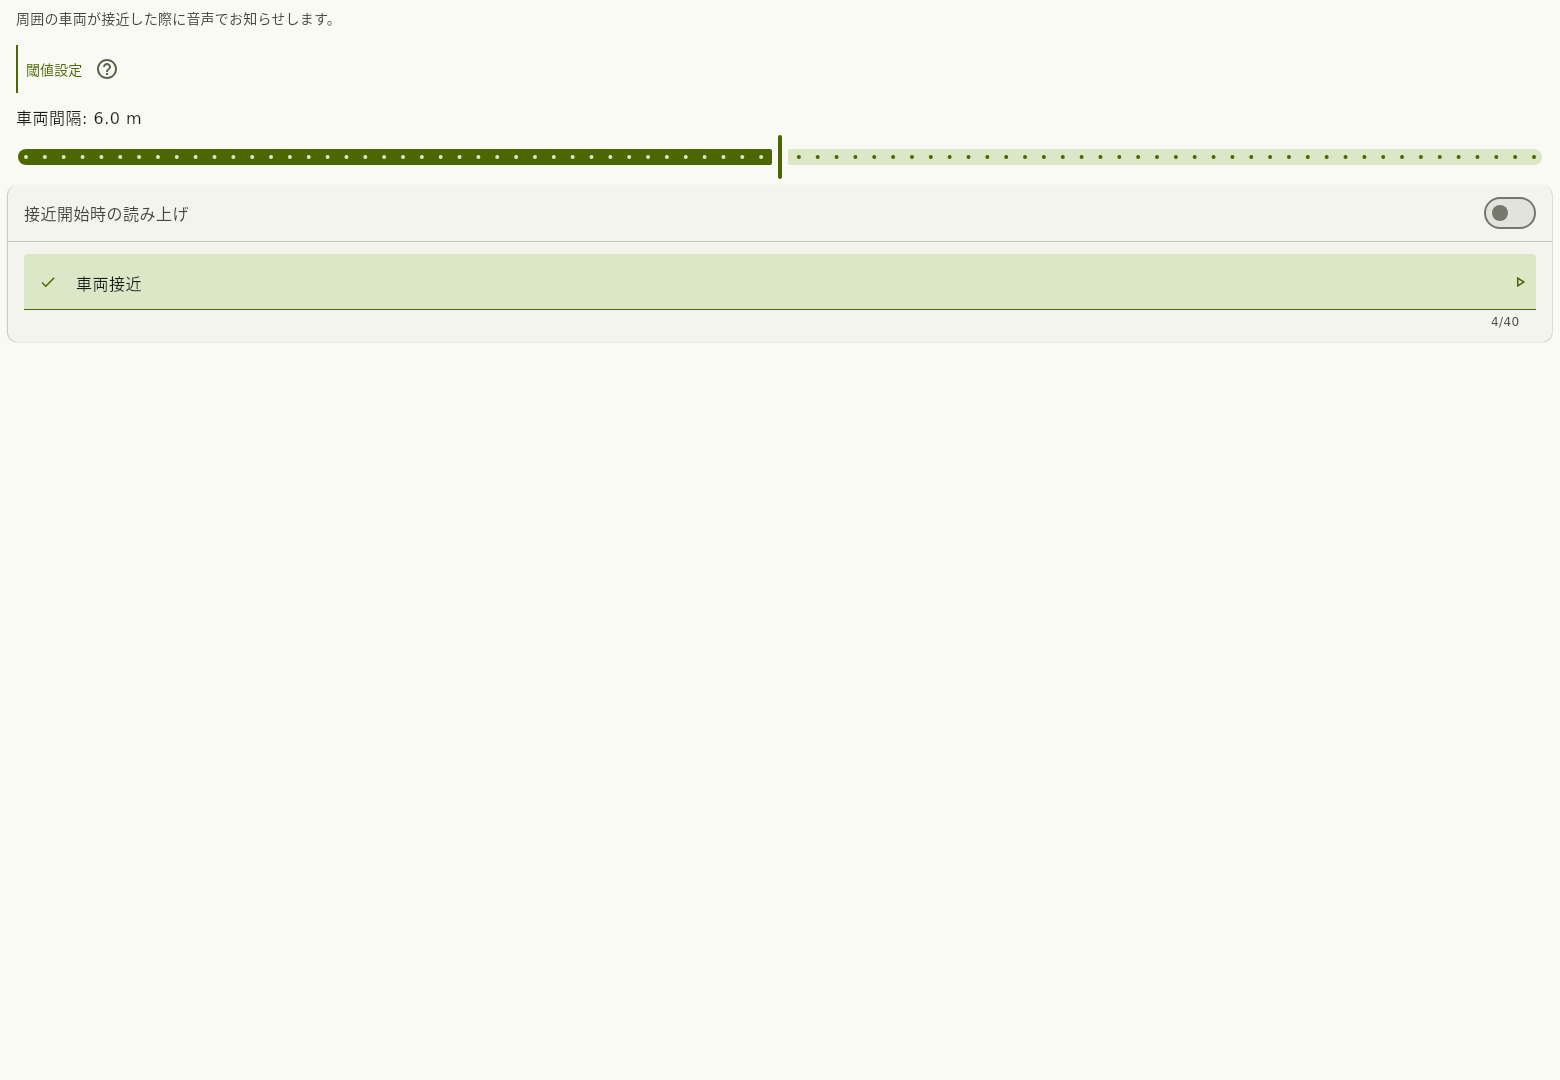 周囲の車両が接近した際に音声でお知らせします。
閾値設定
車両間隔: 6.0 m
接近開始時の読み上げ
車両接近
4/40